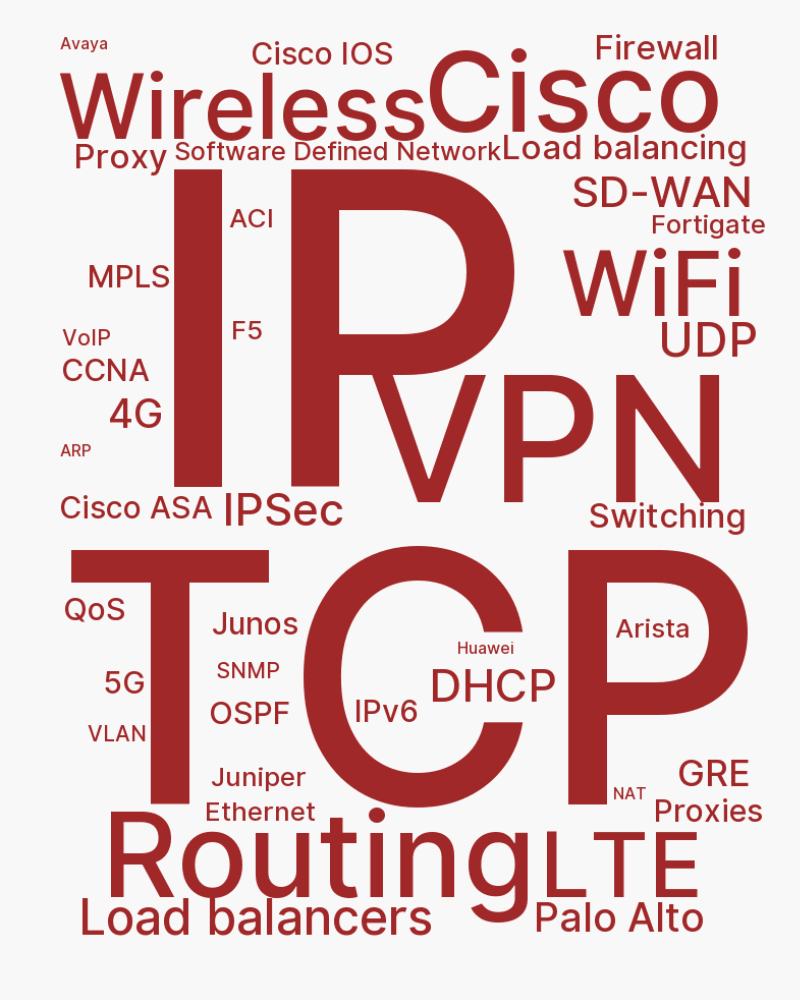 Avaya
Cisco IOS
Firewall
Wireless
Cisco
Proxy
Software Defined Network
Load balancing
IP
ACI
SD-WAN
Fortigate
MPLS
WiFi
VoIP
F5
UDP
CCNA
4G
VPN
ARP
Cisco ASA
IPSec
Switching
TCP
QoS
Junos
Arista
Huawei
5G
SNMP
DHCP
VLAN
OSPF
IPv6
Juniper
GRE
NAT
Ethernet
Proxies
Routing
LTE
Load balancers
Palo Alto